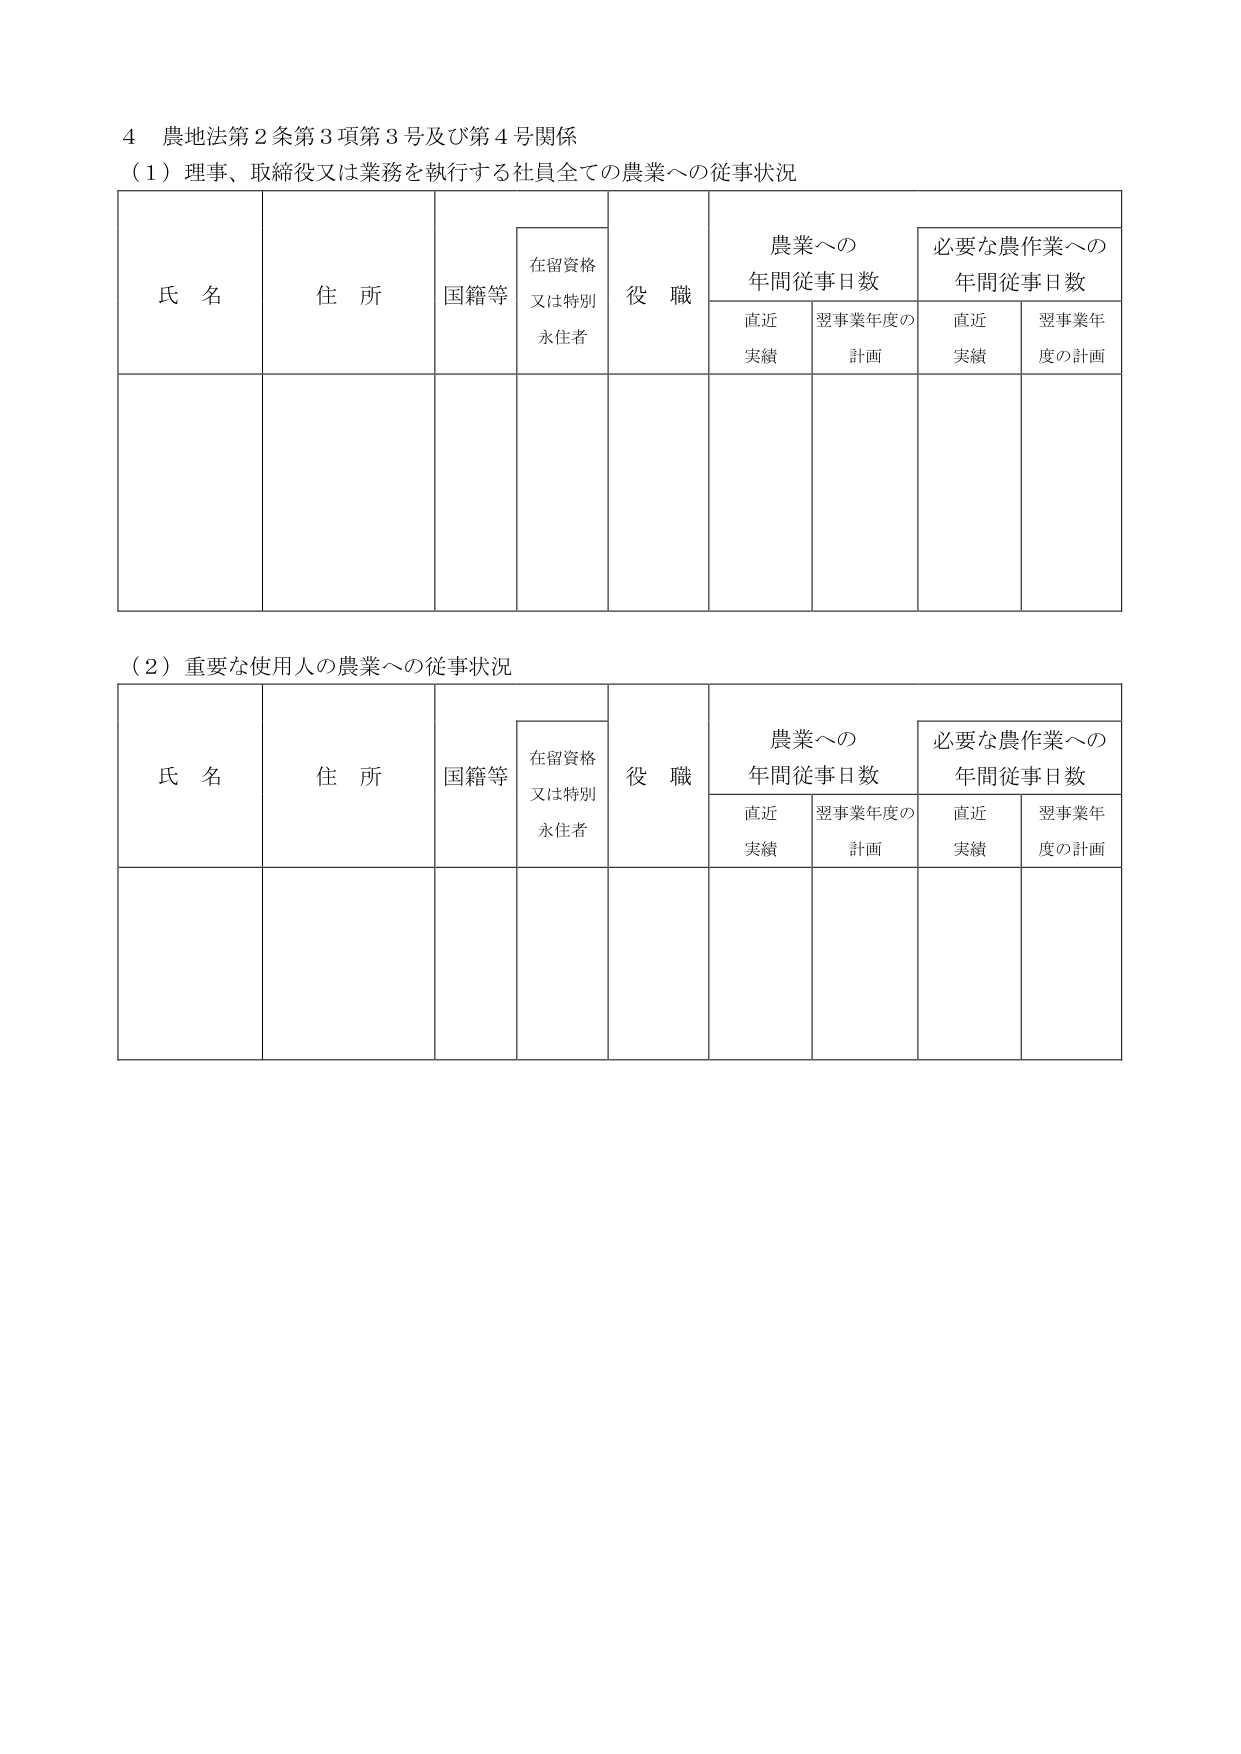 ４　農地法第２条第３項第３号及び第４号関係
（１）理事、取締役又は業務を執行する社員全ての農業への従事状況
氏　名
住　所
国籍等
在留資格
又は特別
永住者
役　職
農業への
年間従事日数
必要な農作業への
年間従事日数
直近
実績
翌事業年度の
計画
直近
実績
翌事業年
度の計画
（２）重要な使用人の農業への従事状況
氏　名
住　所
国籍等
在留資格
又は特別
永住者
役　職
農業への
年間従事日数
必要な農作業への
年間従事日数
直近
実績
翌事業年度の
計画
直近
実績
翌事業年
度の計画